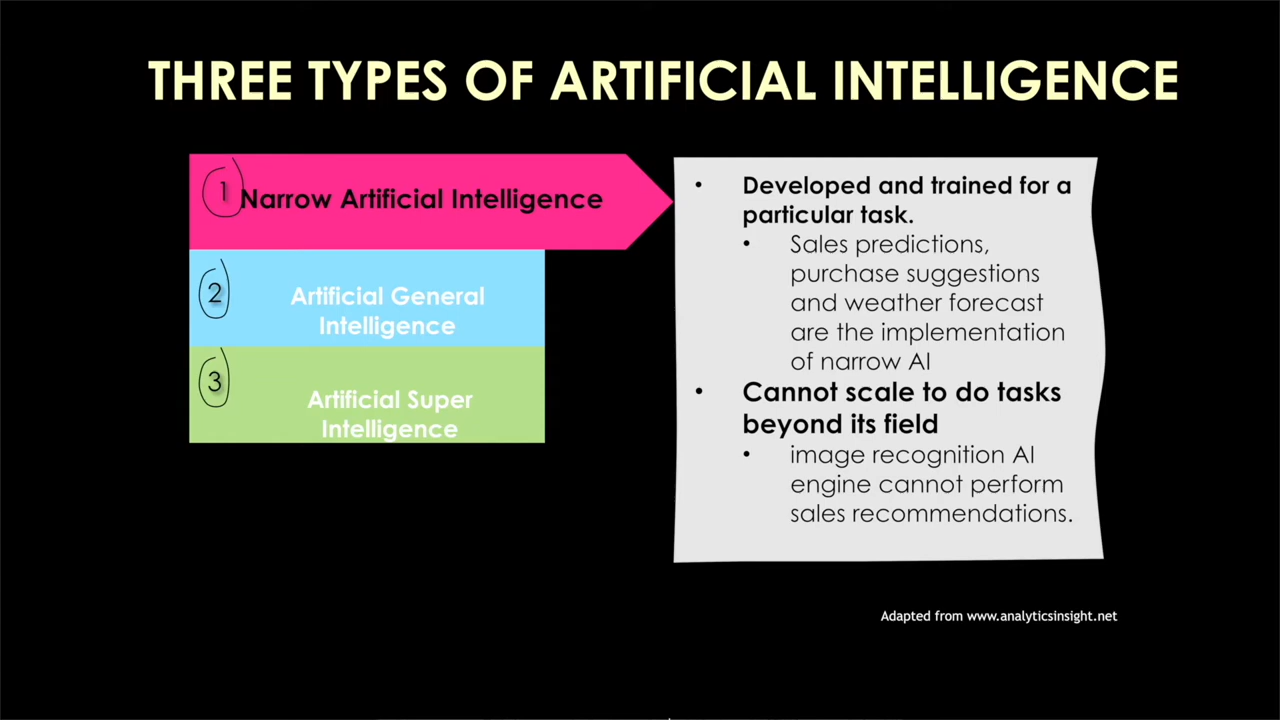 THREE TYPES OF ARTIFICIAL INTELLIGENCE
1 Narrow Artificial Intelligence
2
Artificial General
Intelligence
3
Artificial Super
Intelligence
• Developed and trained for a
particular task.
• Sales predictions,
purchase suggestions
and weather forecast
are the implementation
of narrow AI
• Cannot scale to do tasks
beyond its field
• image recognition AI
engine cannot perform
sales recommendations.
Adapted from www.analyticsinsight.net